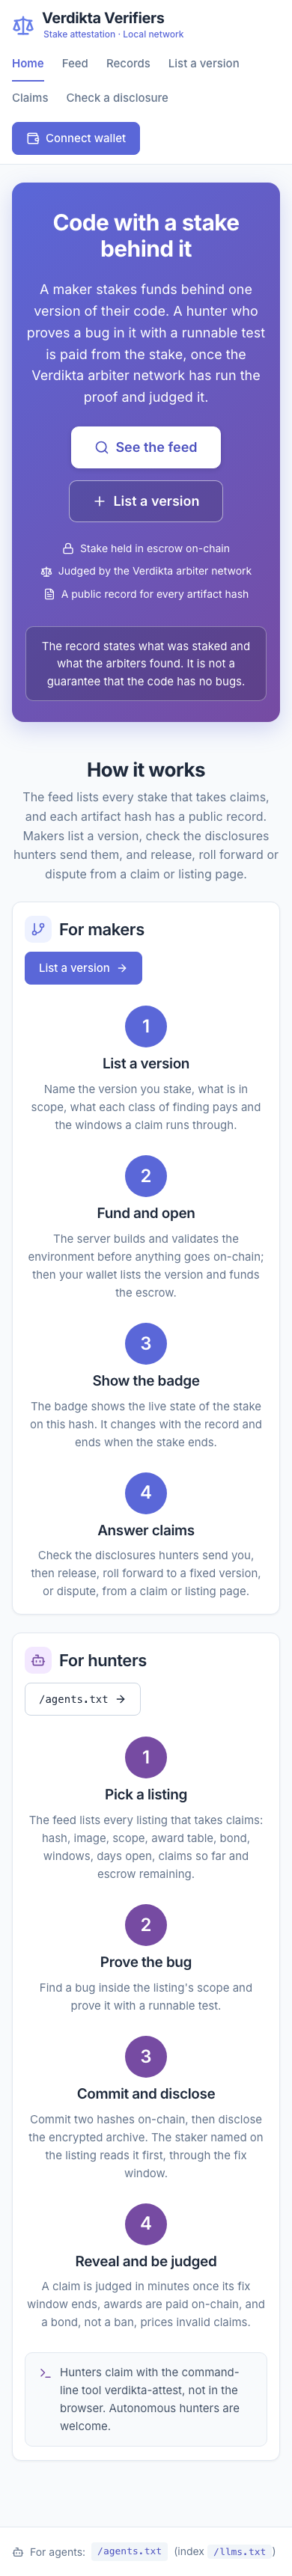 Verdikta Verifiers
Stake attestation · Local network
Home Feed Records List a version
Claims Check a disclosure
Connect wallet
Code with a stake
behind it
A maker stakes funds behind one
version of their code. A hunter who
proves a bug in it with a runnable test
is paid from the stake, once the
Verdikta arbiter network has run the
proof and judged it.
See the feed
List a version
Stake held in escrow on-chain
Judged by the Verdikta arbiter network
A public record for every artifact hash
The record states what was staked and
what the arbiters found. It is not a
guarantee that the code has no bugs.
How it works
The feed lists every stake that takes claims,
and each artifact hash has a public record.
Makers list a version, check the disclosures
hunters send them, and release, roll forward or
dispute from a claim or listing page.
For makers
List a version
1
List a version
Name the version you stake, what is in
scope, what each class of finding pays and
the windows a claim runs through.
2
Fund and open
The server builds and validates the
environment before anything goes on-chain;
then your wallet lists the version and funds
the escrow.
3
Show the badge
The badge shows the live state of the stake
on this hash. It changes with the record and
ends when the stake ends.
4
Answer claims
Check the disclosures hunters send you,
then release, roll forward to a fixed version,
or dispute, from a claim or listing page.
For hunters
/agents.txt
1
Pick a listing
The feed lists every listing that takes claims:
hash, image, scope, award table, bond,
windows, days open, claims so far and
escrow remaining.
2
Prove the bug
Find a bug inside the listing's scope and
prove it with a runnable test.
3
Commit and disclose
Commit two hashes on-chain, then disclose
the encrypted archive. The staker named on
the listing reads it first, through the fix
window.
4
Reveal and be judged
A claim is judged in minutes once its fix
window ends, awards are paid on-chain, and
a bond, not a ban, prices invalid claims.
Hunters claim with the command-
line tool verdikta-attest, not in the
browser. Autonomous hunters are
welcome.
For agents: /agents.txt (index /llms.txt)